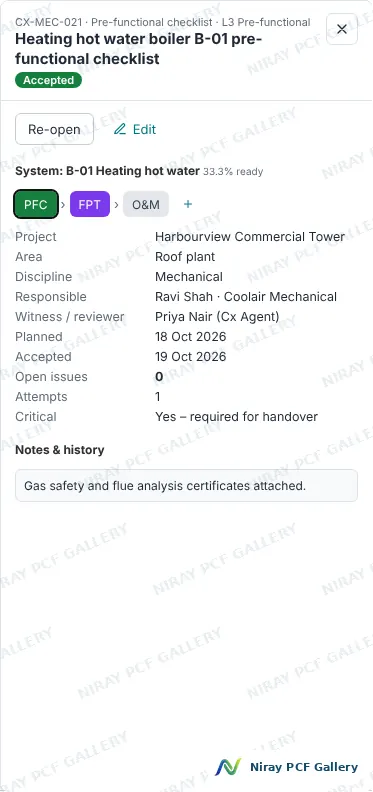 CX-MEC-021 · Pre-functional checklist · L3 Pre-functional
Heating hot water boiler B-01 pre-
functional checklist
Accepted
Re-open
Edit
System: B-01 Heating hot water 33.3% ready
PFC › FPT › O&M +
Project Harbourview Commercial Tower
Area Roof plant
Discipline Mechanical
Responsible Ravi Shah · Coolair Mechanical
Witness / reviewer Priya Nair (Cx Agent)
Planned 18 Oct 2026
Accepted 19 Oct 2026
Open issues 0
Attempts 1
Critical Yes – required for handover
Notes & history
Gas safety and flue analysis certificates attached.
NIRAY PCF GALLERY
Niray PCF Gallery